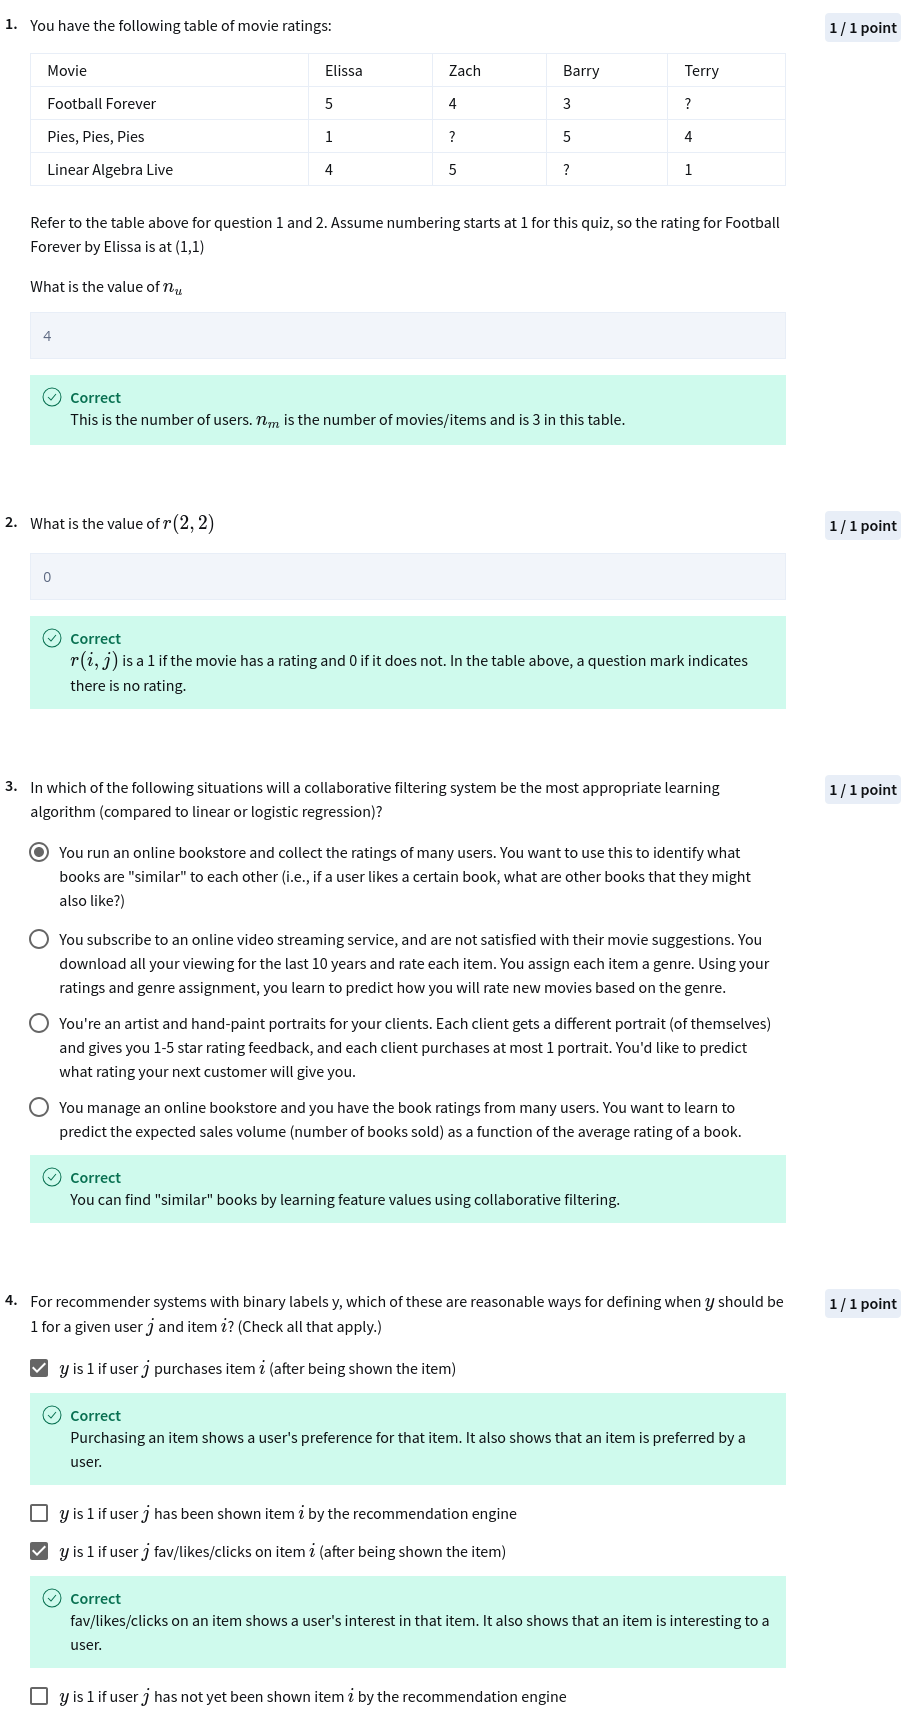 1. You have the following table of movie ratings: 1 / 1 point
Movie Elissa Zach Barry Terry
Football Forever 5 4 3 ?
Pies, Pies, Pies 1 ? 5 4
Linear Algebra Live 4 5 ? 1
Refer to the table above for question 1 and 2. Assume numbering starts at 1 for this quiz, so the rating for Football
Forever by Elissa is at (1,1)
What is the value of n_u
4
Correct
This is the number of users. n_m is the number of movies/items and is 3 in this table.
2. What is the value of r(2, 2) 1 / 1 point
0
Correct
r(i, j) is a 1 if the movie has a rating and 0 if it does not. In the table above, a question mark indicates
there is no rating.
3. In which of the following situations will a collaborative filtering system be the most appropriate learning 1 / 1 point
algorithm (compared to linear or logistic regression)?
You run an online bookstore and collect the ratings of many users. You want to use this to identify what
books are "similar" to each other (i.e., if a user likes a certain book, what are other books that they might
also like?)
You subscribe to an online video streaming service, and are not satisfied with their movie suggestions. You
download all your viewing for the last 10 years and rate each item. You assign each item a genre. Using your
ratings and genre assignment, you learn to predict how you will rate new movies based on the genre.
You're an artist and hand-paint portraits for your clients. Each client gets a different portrait (of themselves)
and gives you 1-5 star rating feedback, and each client purchases at most 1 portrait. You'd like to predict
what rating your next customer will give you.
You manage an online bookstore and you have the book ratings from many users. You want to learn to
predict the expected sales volume (number of books sold) as a function of the average rating of a book.
Correct
You can find "similar" books by learning feature values using collaborative filtering.
4. For recommender systems with binary labels y, which of these are reasonable ways for defining when y should be 1 / 1 point
1 for a given user j and item i? (Check all that apply.)
y is 1 if user j purchases item i (after being shown the item)
Correct
Purchasing an item shows a user's preference for that item. It also shows that an item is preferred by a
user.
y is 1 if user j has been shown item i by the recommendation engine
y is 1 if user j fav/likes/clicks on item i (after being shown the item)
Correct
fav/likes/clicks on an item shows a user's interest in that item. It also shows that an item is interesting to a
user.
y is 1 if user j has not yet been shown item i by the recommendation engine